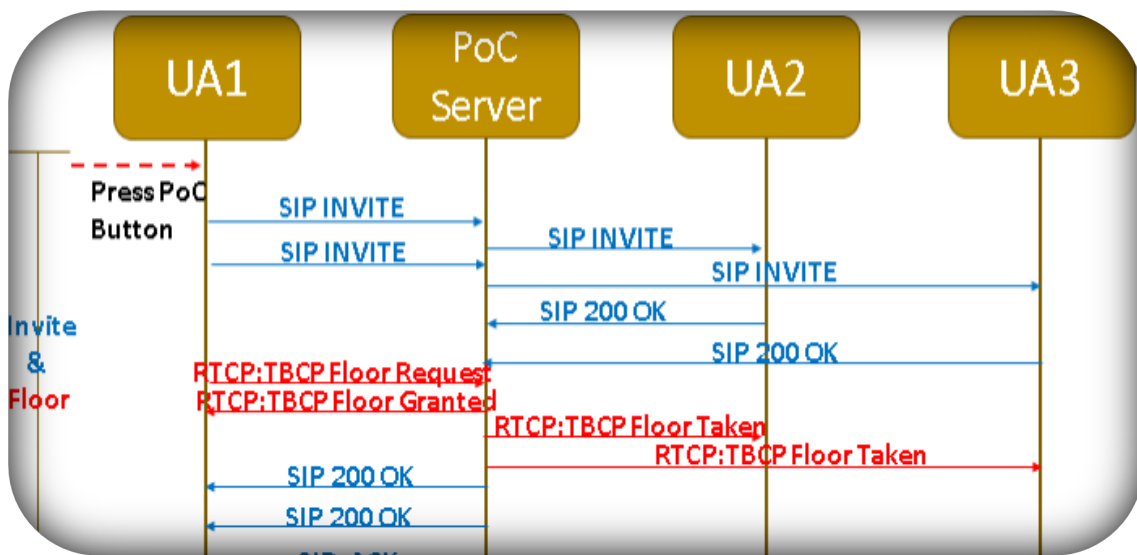 UA1
PoC
Server
UA2
UA3
Press PoC
Button
SIP INVITE
SIP INVITE
SIP INVITE
SIP INVITE
SIP 200 OK
SIP 200 OK
Invite
&
Floor
RTCP:TBCP Floor Request
RTCP:TBCP Floor Granted
RTCP:TBCP Floor Taken
RTCP:TBCP Floor Taken
SIP 200 OK
SIP 200 OK